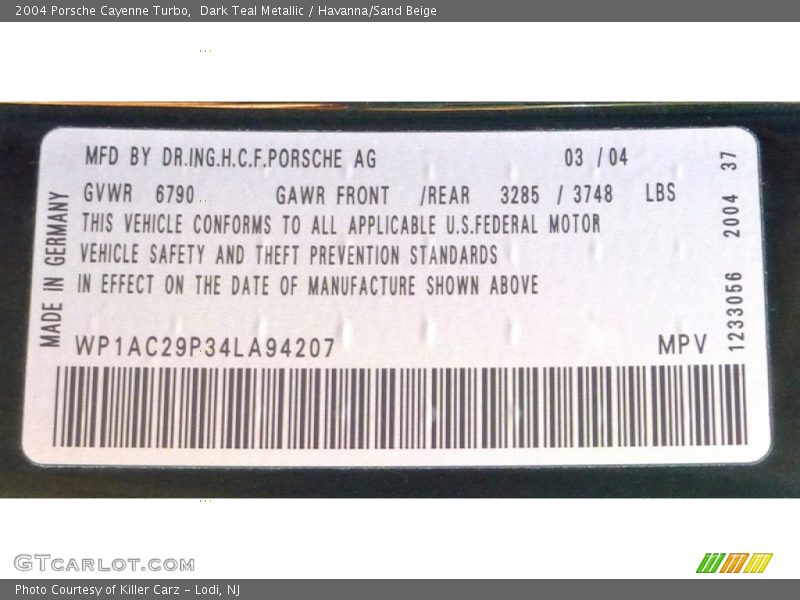 2004 Porsche Cayenne Turbo,  Dark Teal Metallic / Havanna/Sand Beige
MFD BY DR.ING.H.C.F.PORSCHE AG 03 /04
GVWR 6790 GAWR FRONT /REAR 3285 / 3748 LBS
THIS VEHICLE CONFORMS TO ALL APPLICABLE U.S.FEDERAL MOTOR
VEHICLE SAFETY AND THEFT PREVENTION STANDARDS
IN EFFECT ON THE DATE OF MANUFACTURE SHOWN ABOVE
WP1AC29P34LA94207 MPV
MADE IN GERMANY
1233056 2004 37
GTcarlot.com
Photo Courtesy of Killer Carz - Lodi, NJ